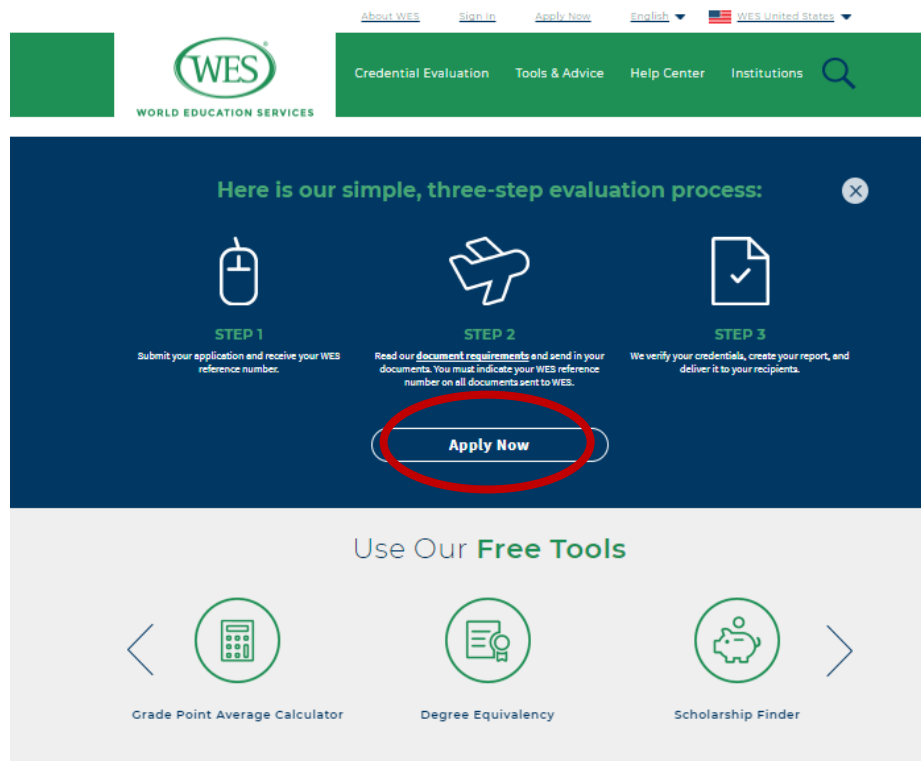 About WES Sign In Apply Now English WES United States
WES
WORLD EDUCATION SERVICES
Credential Evaluation Tools & Advice Help Center Institutions
Here is our simple, three-step evaluation process:
STEP 1
Submit your application and receive your WES
reference number.
STEP 2
Read our document requirements and send in your
documents. You must indicate your WES reference
number on all documents sent to WES.
STEP 3
We verify your credentials, create your report, and
deliver it to your recipients.
Apply Now
Use Our Free Tools
Grade Point Average Calculator
Degree Equivalency
Scholarship Finder